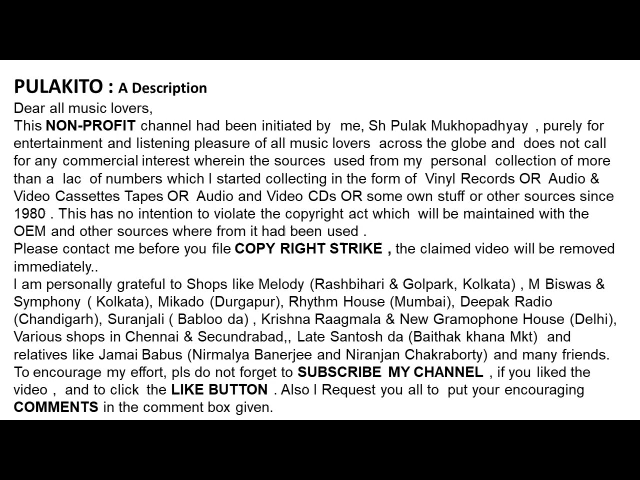 PULAKITO : A Description
Dear all music lovers,
This NON-PROFIT channel had been initiated by me, Sh Pulak Mukhopadhyay , purely for
entertainment and listening pleasure of all music lovers across the globe and does not call
for any commercial interest wherein the sources used from my personal collection of more
than a lac of numbers which I started collecting in the form of Vinyl Records OR Audio &
Video Cassettes Tapes OR Audio and Video CDs OR some own stuff or other sources since
1980 . This has no intention to violate the copyright act which will be maintained with the
OEM and other sources where from it had been used .
Please contact me before you file COPY RIGHT STRIKE , the claimed video will be removed
immediately..
I am personally grateful to Shops like Melody (Rashbihari & Golpark, Kolkata) , M Biswas &
Symphony ( Kolkata), Mikado (Durgapur), Rhythm House (Mumbai), Deepak Radio
(Chandigarh), Suranjali ( Babloo da) , Krishna Raagmala & New Gramophone House (Delhi),
Various shops in Chennai & Secundrabad,, Late Santosh da (Baithak khana Mkt) and
relatives like Jamai Babus (Nirmalya Banerjee and Niranjan Chakraborty) and many friends.
To encourage my effort, pls do not forget to SUBSCRIBE MY CHANNEL , if you liked the
video , and to click the LIKE BUTTON . Also I Request you all to put your encouraging
COMMENTS in the comment box given.